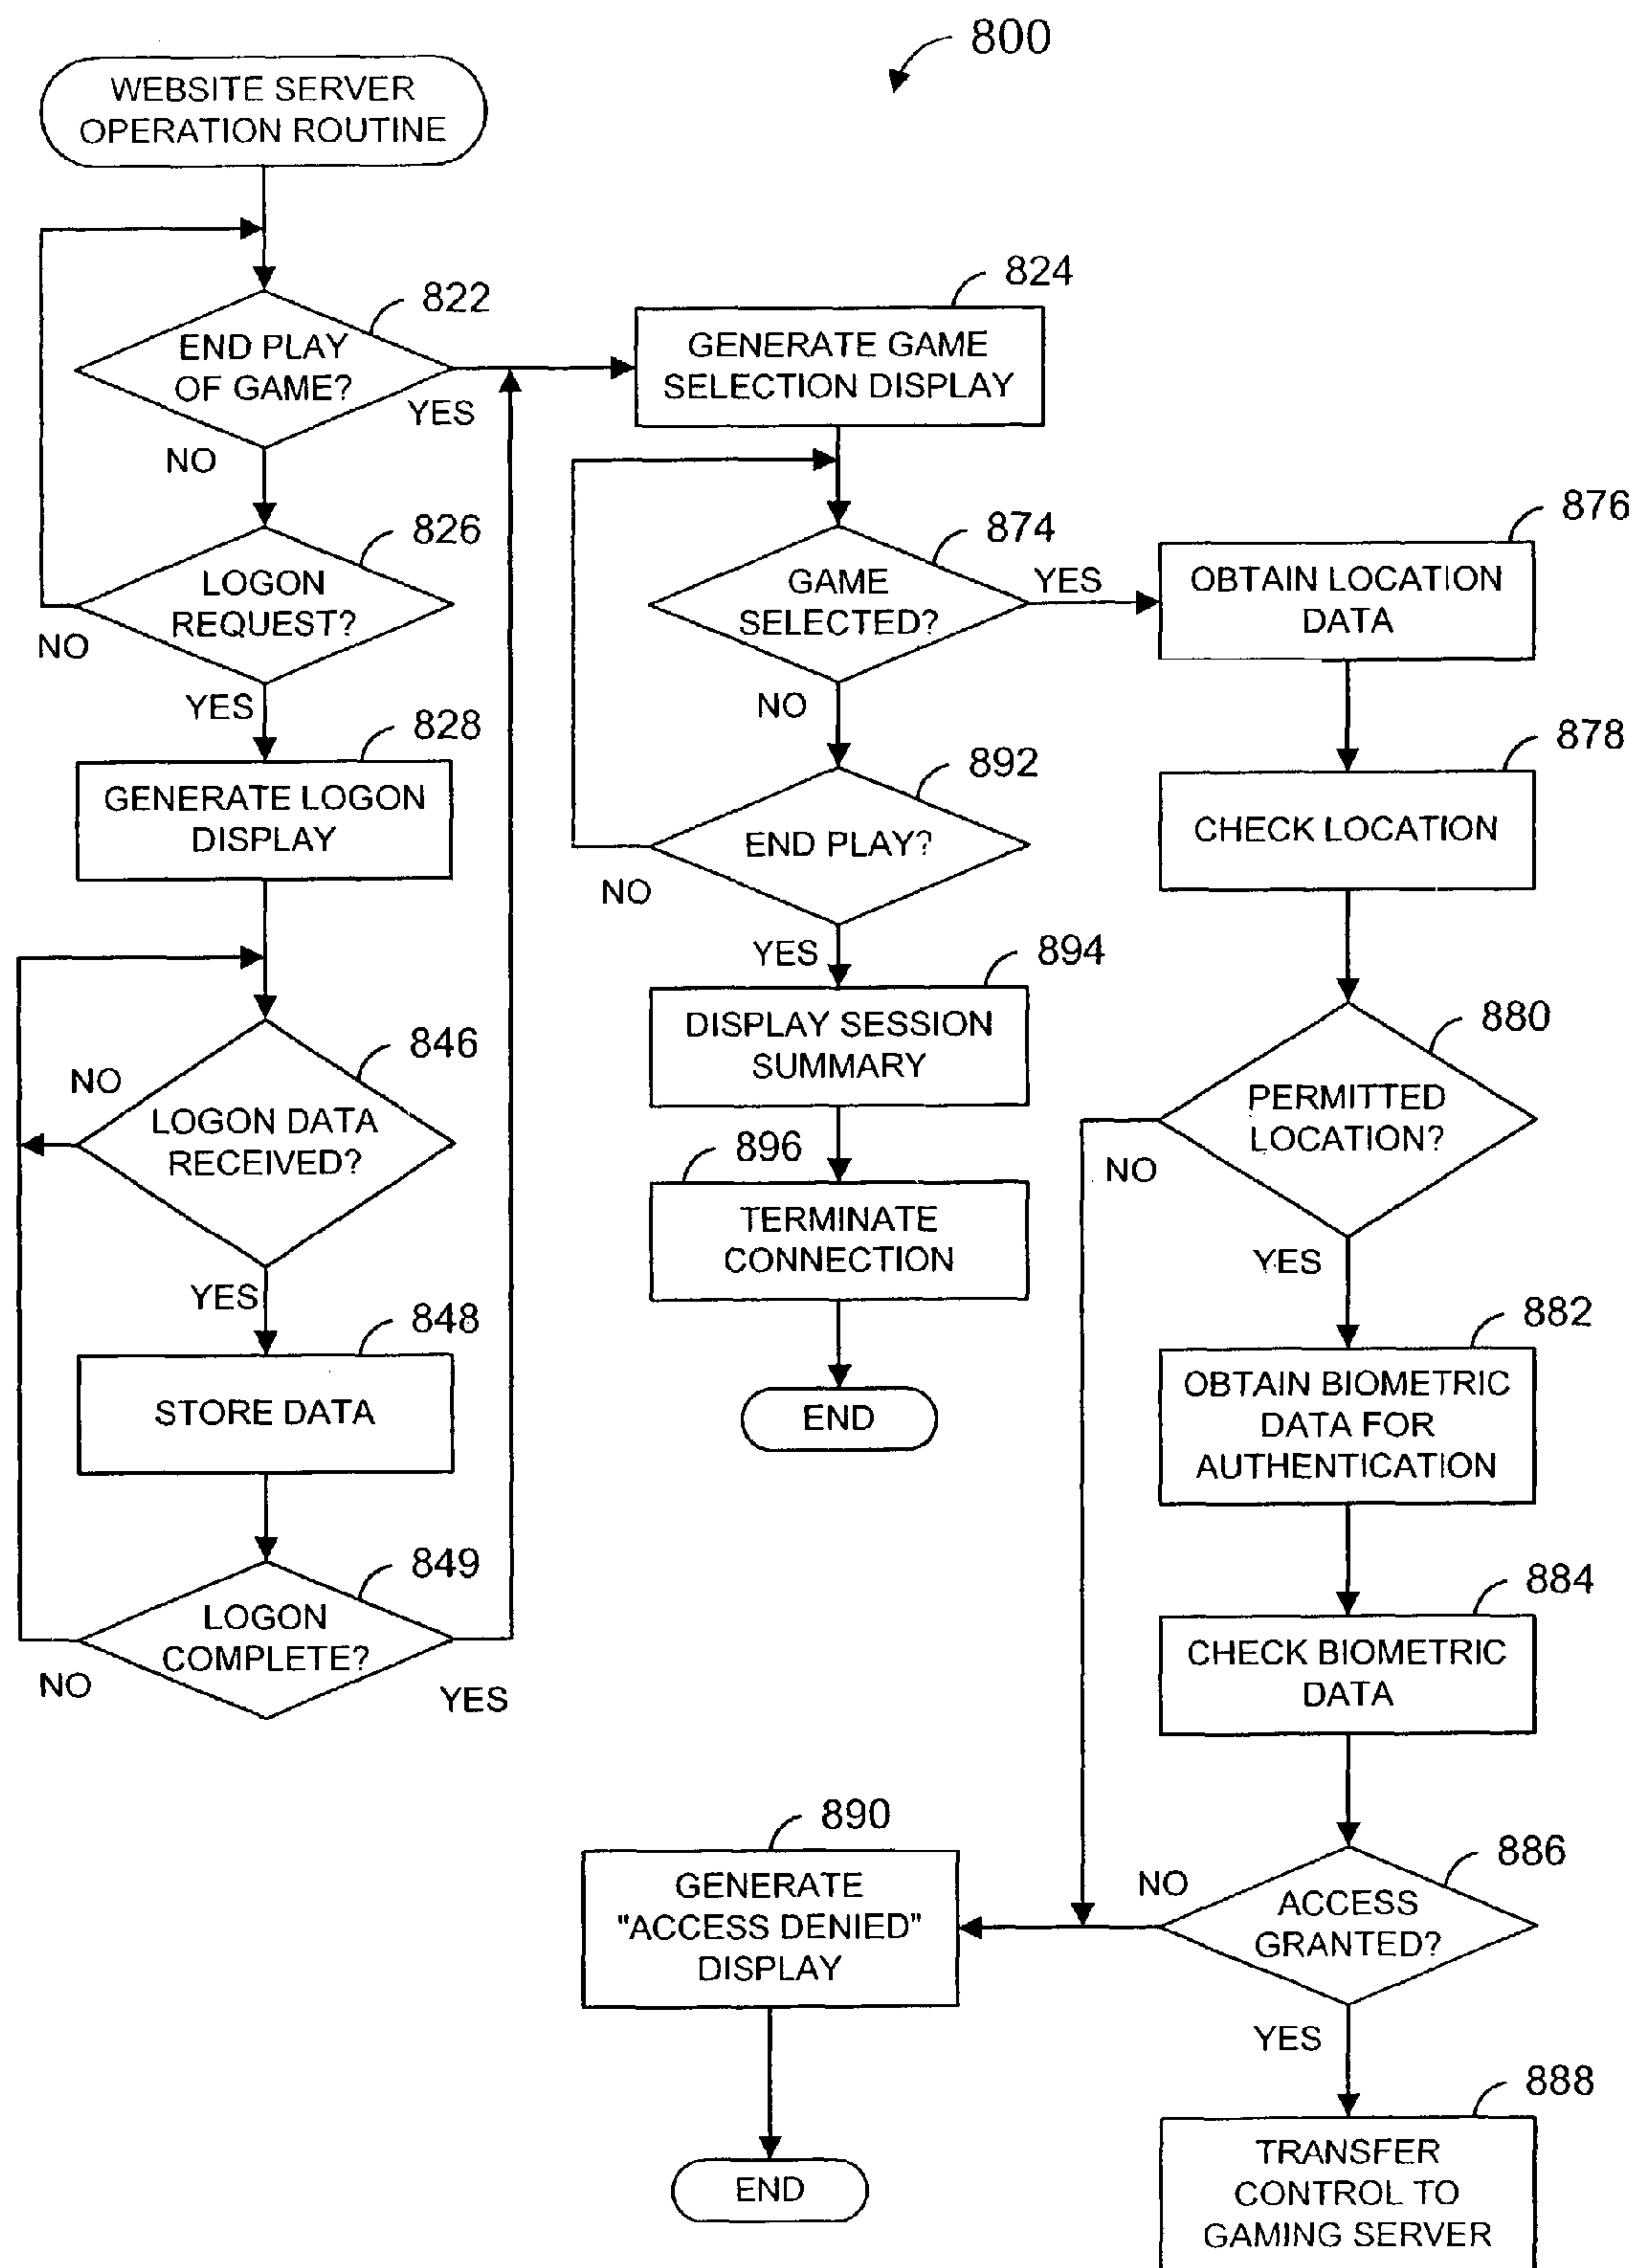 800
WEBSITE SERVER
OPERATION ROUTINE
822
END PLAY
OF GAME?
YES
NO
824
GENERATE GAME
SELECTION DISPLAY
826
LOGON
REQUEST?
NO
YES
828
GENERATE LOGON
DISPLAY
846
NO
LOGON DATA
RECEIVED?
YES
848
STORE DATA
849
LOGON
COMPLETE?
NO
YES
874
GAME
SELECTED?
YES
NO
892
END PLAY?
NO
YES
894
DISPLAY SESSION
SUMMARY
896
TERMINATE
CONNECTION
END
876
OBTAIN LOCATION
DATA
878
CHECK LOCATION
880
PERMITTED
LOCATION?
NO
YES
882
OBTAIN BIOMETRIC
DATA FOR
AUTHENTICATION
884
CHECK BIOMETRIC
DATA
886
NO
ACCESS
GRANTED?
YES
890
GENERATE
"ACCESS DENIED"
DISPLAY
END
888
TRANSFER
CONTROL TO
GAMING SERVER